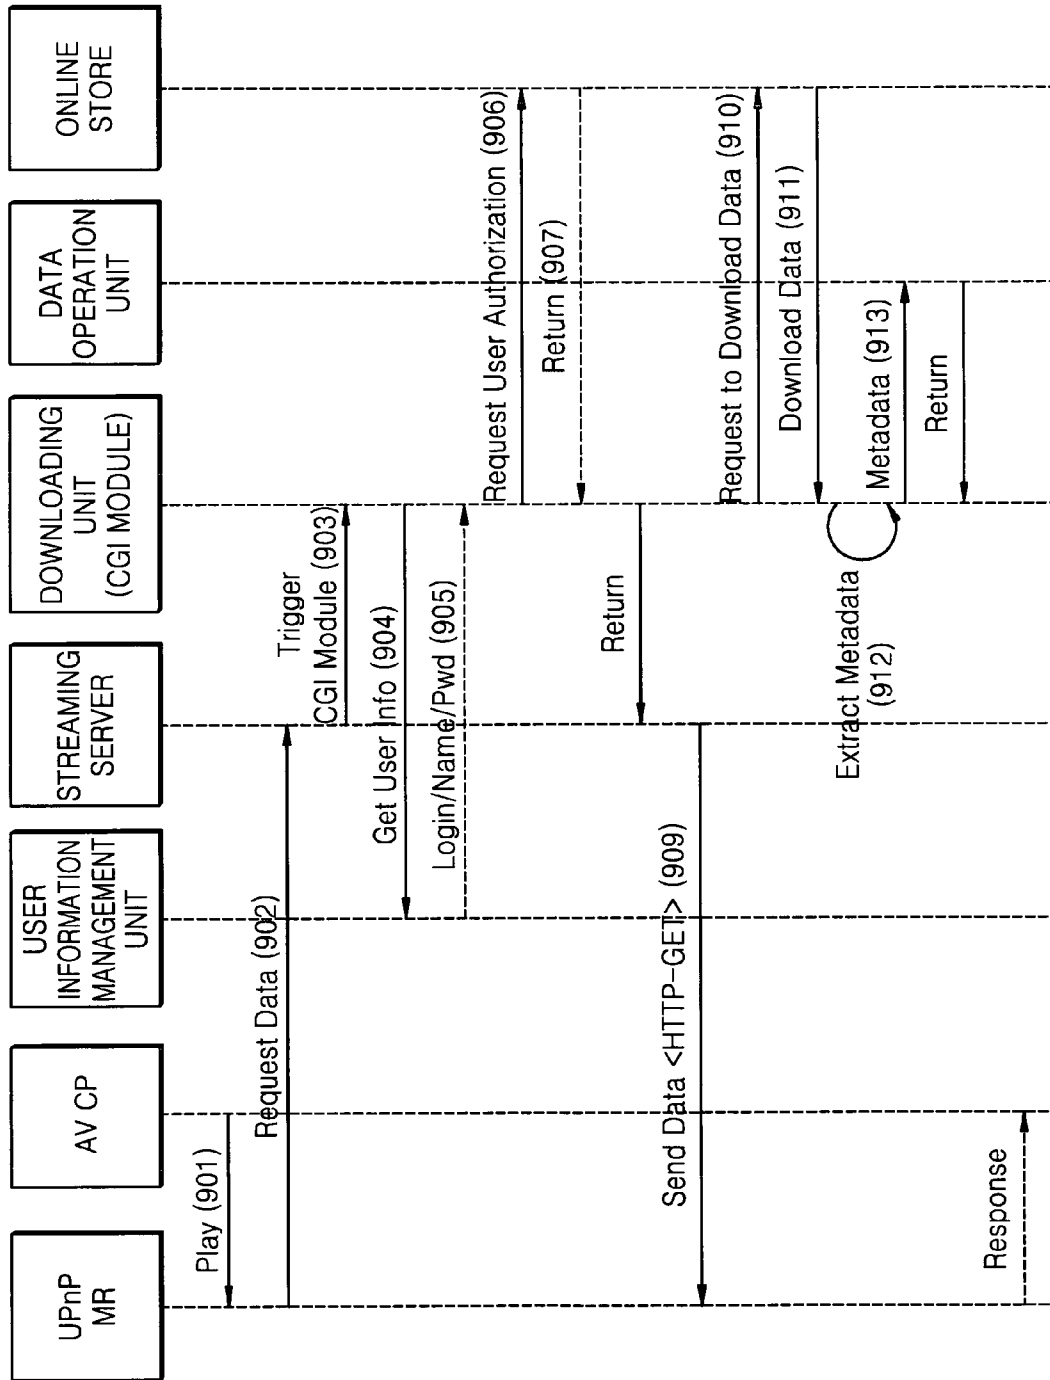 UPnP
MR
AV CP
USER
INFORMATION
MANAGEMENT
UNIT
STREAMING
SERVER
DOWNLOADING
UNIT
(CGI MODULE)
DATA
OPERATION
UNIT
ONLINE
STORE
Play (901)
Request Data (902)
Trigger
CGI Module (903)
Get User Info (904)
Login/Name/Pwd (905)
Request User Authorization (906)
Return (907)
Return
Send Data <HTTP-GET> (909)
Request to Download Data (910)
Download Data (911)
Extract Metadata
(912)
Metadata (913)
Return
Response